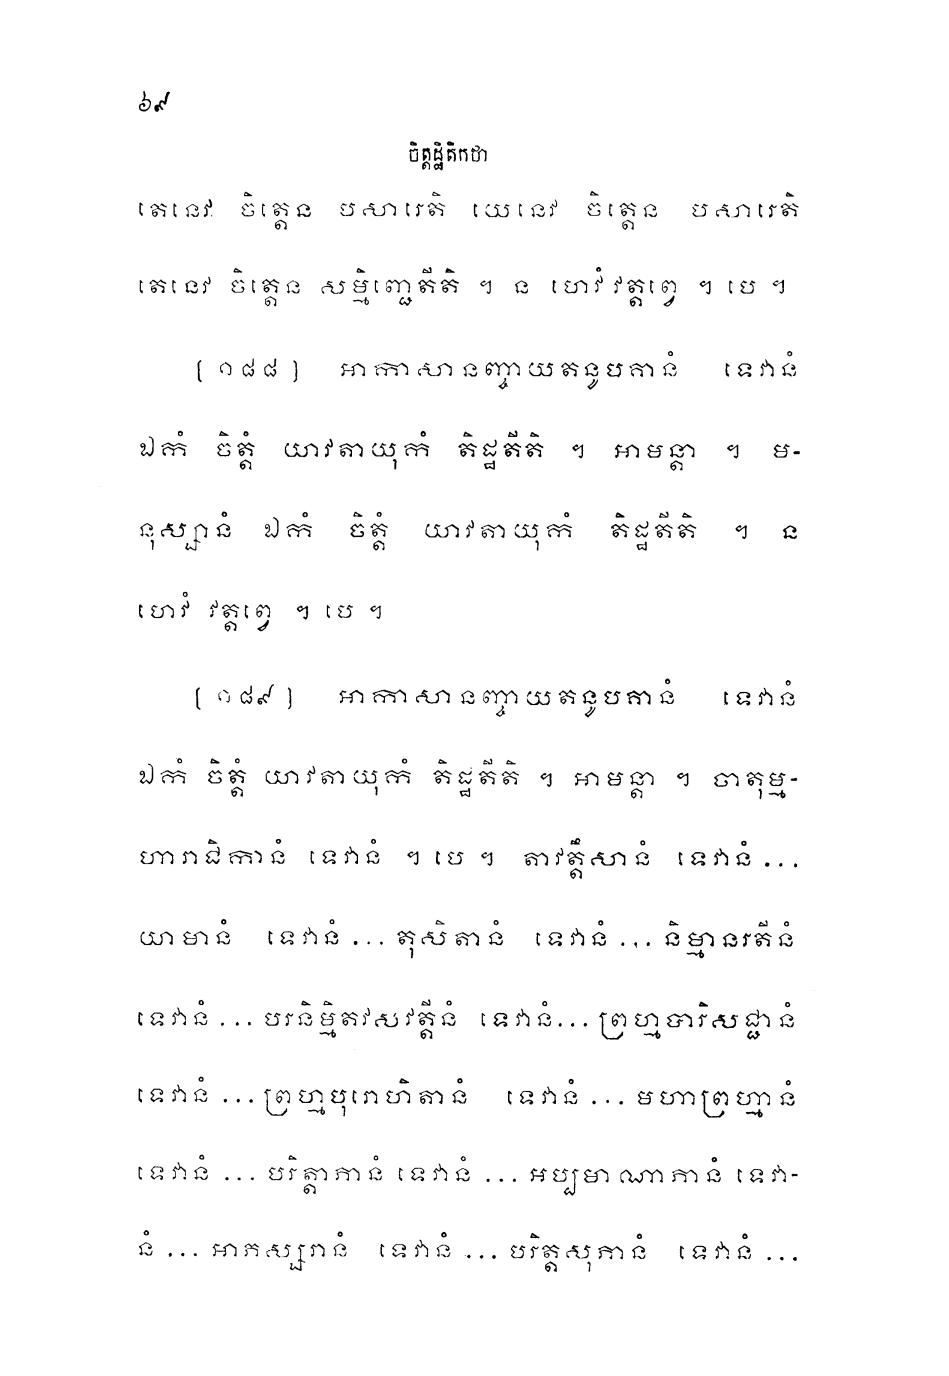 ៦៩
ចិត្តដ្ឋិតិកថា
តេនេវ ចិត្តេន បសារេតិ យេនេវ ចិត្តេន បសារេតិ
តេនេវ ចិត្តេន សម្មិញ្ជេតីតិ ។ ន ហេវំ វត្តព្វេ ។ បេ ។
[ ១៨៨ ] អាកាសានញ្ចាយតនូបគានំ ទេវានំ
ឯកំ ចិត្តំ យាវតាយុកំ តិដ្ឋតីតិ ។ អាមន្តា ។ ម-
នុស្សានំ ឯកំ ចិត្តំ យាវតាយុកំ តិដ្ឋតីតិ ។ ន
ហេវំ វត្តព្វេ ។ បេ ។
[ ១៨៩ ] អាកាសានញ្ចាយតនូបគានំ ទេវានំ
ឯកំ ចិត្តំ យាវតាយុកំ តិដ្ឋតីតិ ។ អាមន្តា ។ ចាតុម្ម-
ហារាជិកានំ ទេវានំ ។ បេ ។ តាវត្តឹសានំ ទេវានំ ...
យាមានំ ទេវានំ ... តុសិតានំ ទេវានំ ... និម្មានរតីនំ
ទេវានំ ... បរនិម្មិតវសវត្តីនំ ទេវានំ ... ព្រហ្មបារិសជ្ជានំ
ទេវានំ ... ព្រហ្មបុរោហិតានំ ទេវានំ ... មហាព្រហ្មានំ
ទេវានំ ... បរិត្តាភានំ ទេវានំ ... អប្បមាណាភានំ ទេវា-
នំ ... អាភស្សរានំ ទេវានំ ... បរិត្តសុភានំ ទេវានំ ...